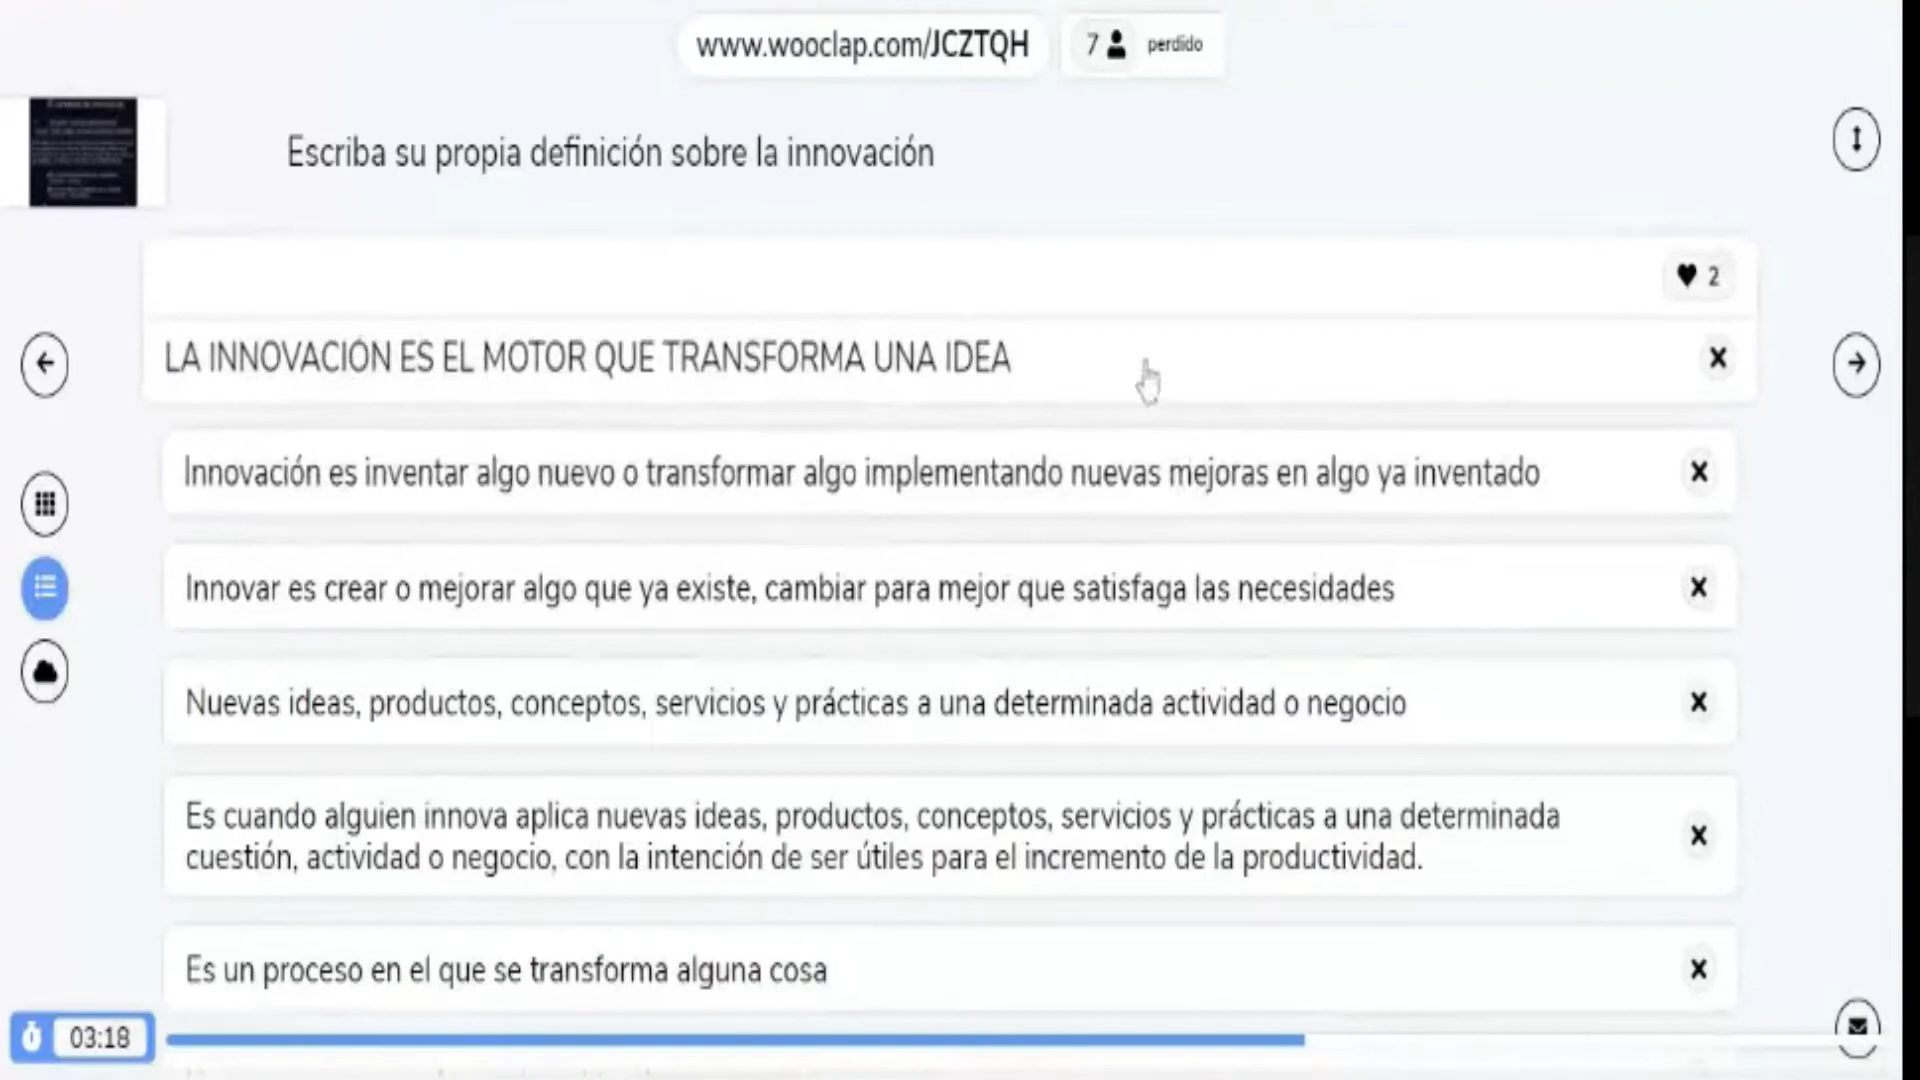 www.wooclap.com/JCZTQH
7
perdido
Escriba su propia definición sobre la innovación
2
LA INNOVACIÓN ES EL MOTOR QUE TRANSFORMA UNA IDEA
Innovación es inventar algo nuevo o transformar algo implementando nuevas mejoras en algo ya inventado
Innovar es crear o mejorar algo que ya existe, cambiar para mejor que satisfaga las necesidades
Nuevas ideas, productos, conceptos, servicios y prácticas a una determinada actividad o negocio
Es cuando alguien innova aplica nuevas ideas, productos, conceptos, servicios y prácticas a una determinada
cuestión, actividad o negocio, con la intención de ser útiles para el incremento de la productividad.
Es un proceso en el que se transforma alguna cosa
03:18